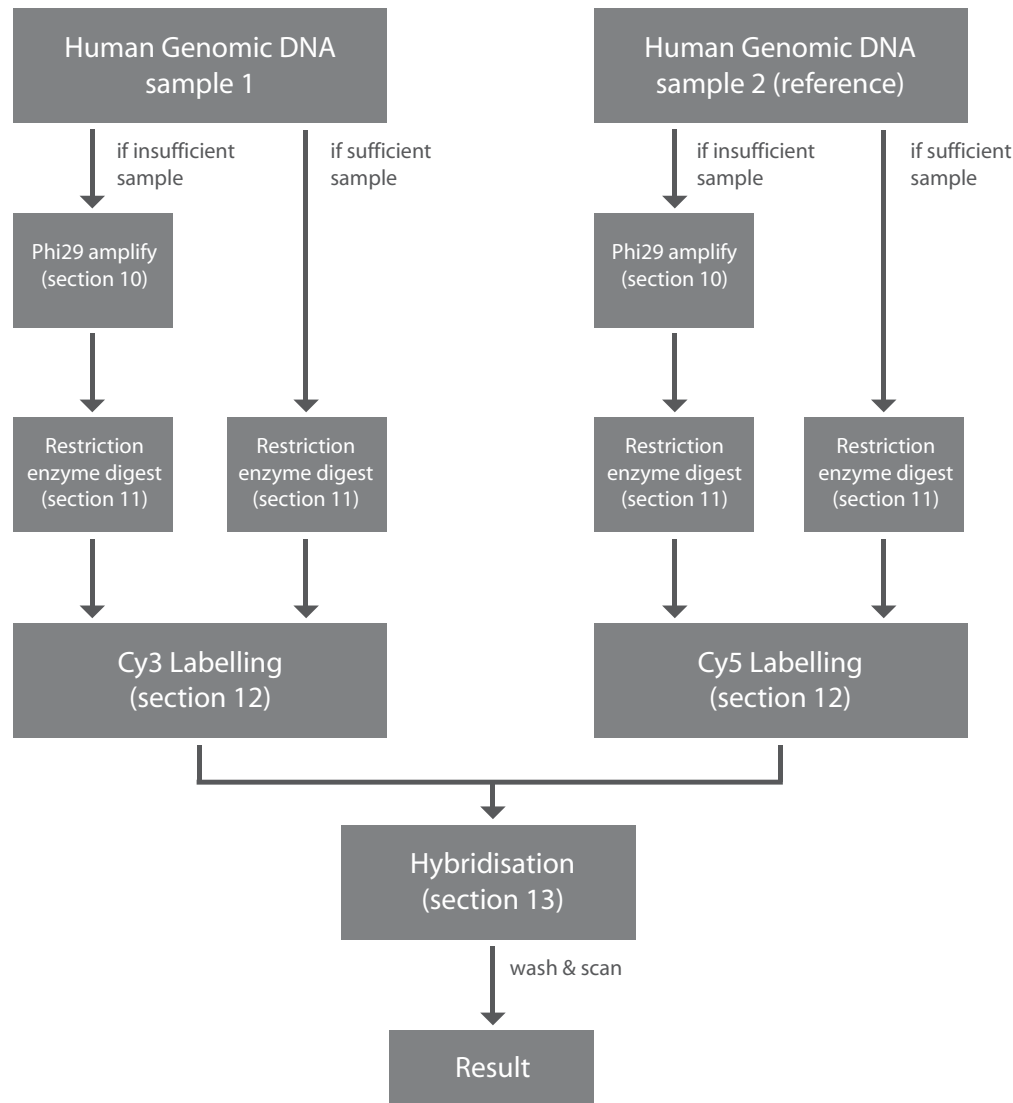 Human Genomic DNA
sample 1
Human Genomic DNA
sample 2 (reference)
if insufficient
sample
if sufficient
sample
if insufficient
sample
if sufficient
sample
Phi29 amplify
(section 10)
Phi29 amplify
(section 10)
Restriction
enzyme digest
(section 11)
Restriction
enzyme digest
(section 11)
Restriction
enzyme digest
(section 11)
Restriction
enzyme digest
(section 11)
Cy3 Labelling
(section 12)
Cy5 Labelling
(section 12)
Hybridisation
(section 13)
wash & scan
Result